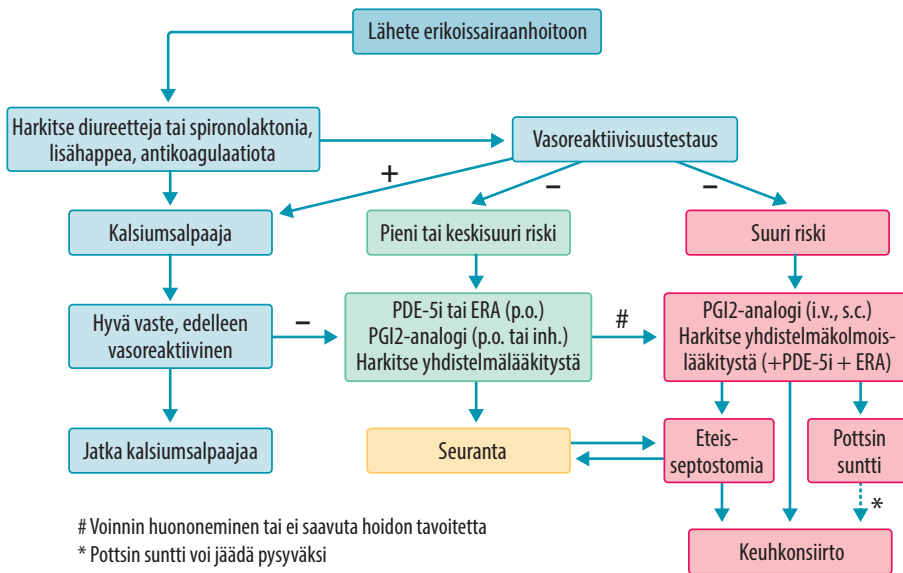 Lähete erikoissairaanhoitoon
Harkitse diureetteja tai spironolaktonia,
lisähappea, antikoagulaatiota
Vasoreaktiivisuustestaus
+
–
–
Kalsiumsalpaaja
Pieni tai keskisuuri riski
Suuri riski
Hyvä vaste, edelleen
vasoreaktiivinen
–
PDE-5i tai ERA (p.o.)
PGI2-analogi (p.o. tai inh.)
Harkitse yhdistelmälääkitystä
#
PGI2-analogi (i.v., s.c.)
Harkitse yhdistelmäkolmois-
lääkitystä (+PDE-5i + ERA)
Jatka kalsiumsalpaajaa
Seuranta
Eteis-
septostomia
Pottsin
suntti
*
Keuhkonsiirto
# Voinnin huononeminen tai ei saavuta hoidon tavoitetta
* Pottsin suntti voi jäädä pysyväksi